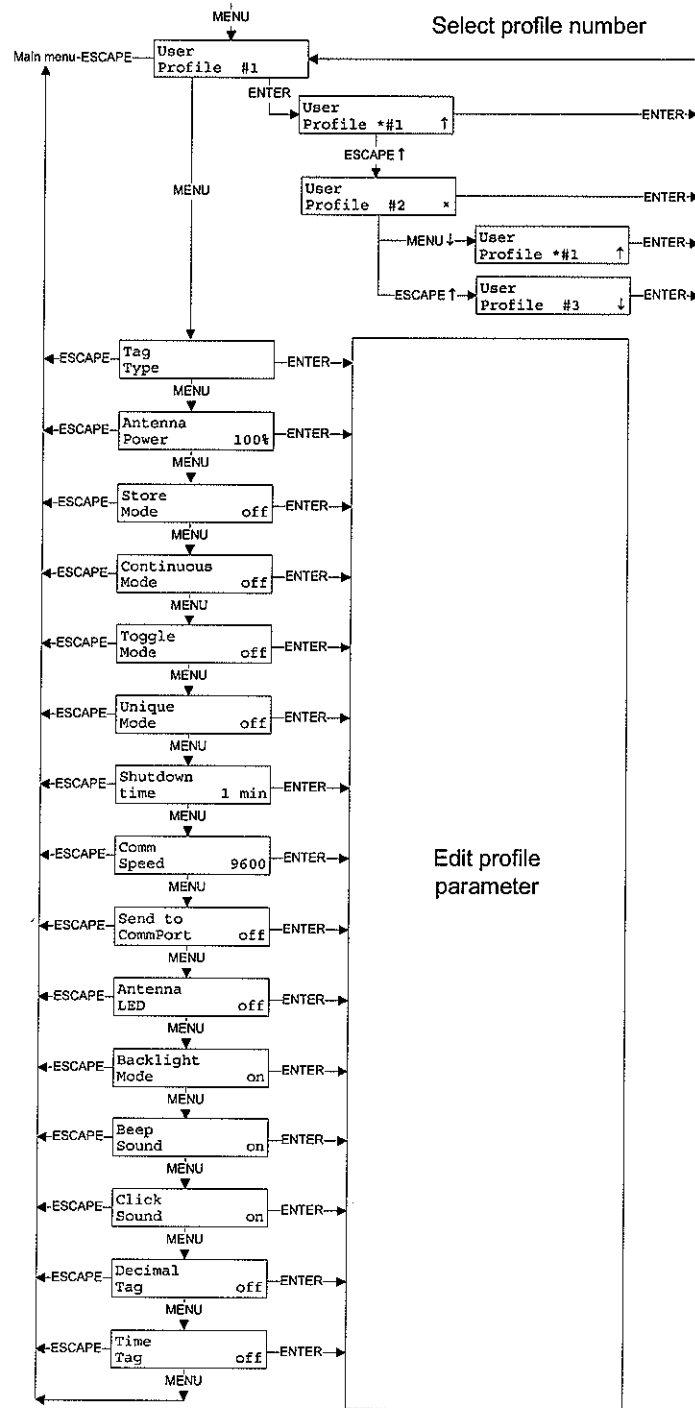 MENU
Select profile number
Main menu-ESCAPE
User
Profile #1
ENTER
User
Profile *#1 ↑
ENTER
ESCAPE↑
MENU
User
Profile #2 ×
ENTER
MENU↓
User
Profile *#1 ↑
ENTER
ESCAPE↑
User
Profile #3 ↓
ENTER
ESCAPE
Tag
Type
ENTER
MENU
ESCAPE
Antenna
Power 100%
ENTER
MENU
ESCAPE
Store
Mode off
ENTER
MENU
ESCAPE
Continuous
Mode off
ENTER
MENU
ESCAPE
Toggle
Mode off
ENTER
MENU
ESCAPE
Unique
Mode off
ENTER
MENU
ESCAPE
Shutdown
time 1 min
ENTER
MENU
ESCAPE
Comm
Speed 9600
ENTER
Edit profile
parameter
MENU
ESCAPE
Send to
CommPort off
ENTER
MENU
ESCAPE
Antenna
LED off
ENTER
MENU
ESCAPE
Backlight
Mode on
ENTER
MENU
ESCAPE
Beep
Sound on
ENTER
MENU
ESCAPE
Click
Sound on
ENTER
MENU
ESCAPE
Decimal
Tag off
ENTER
MENU
ESCAPE
Time
Tag off
ENTER
MENU